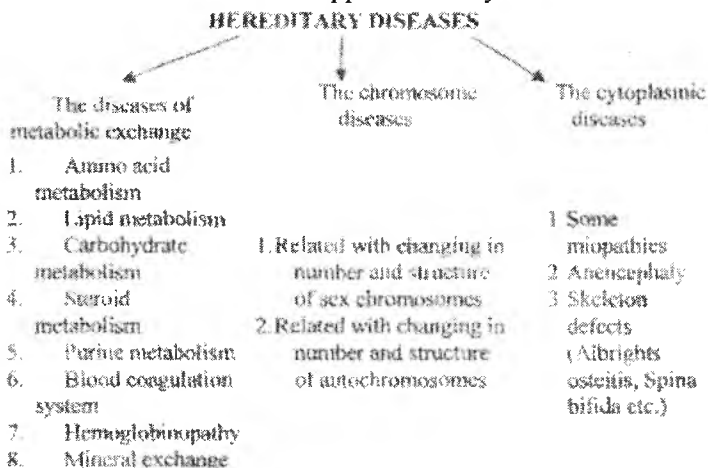 HEREDITARY DISEASES
The diseases of
metabolic exchange
1. Amino acid
metabolism
2. Lipid metabolism
3. Carbohydrate
metabolism
4. Steroid
metabolism
5. Purine metabolism
6. Blood coagulation
system
7. Hemoglobinopathy
8. Mineral exchange
The chromosomic
diseases
1. Related with changing in
number and structure
of sex chromosomes
2. Related with changing in
number and structure
of autochromosomes
The cytoplasmic
diseases
1 Some
miopathies
2 Anencephaly
3 Skeleton
defects
(Albrights
osteitis, Spina
bifida etc.)